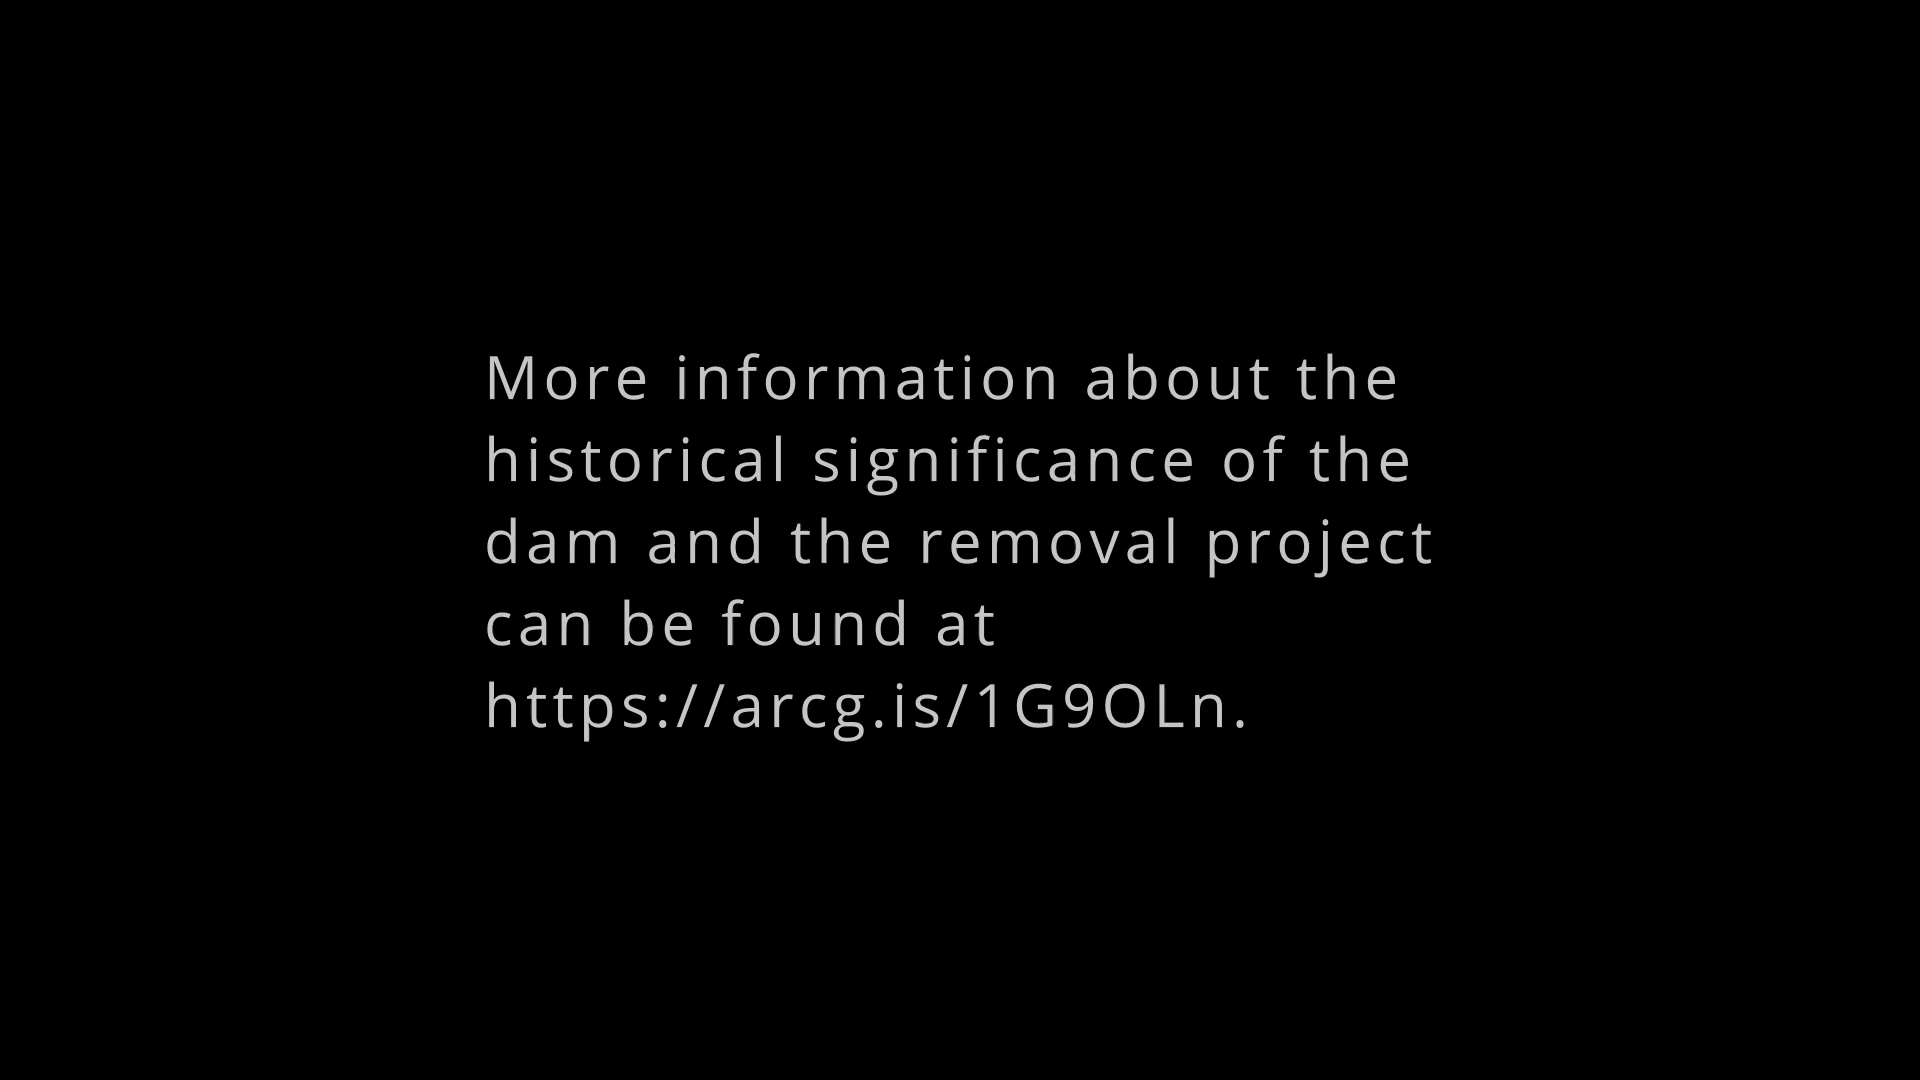 More information about the
historical significance of the
dam and the removal project
can be found at
https://arcg.is/1G9OLn.